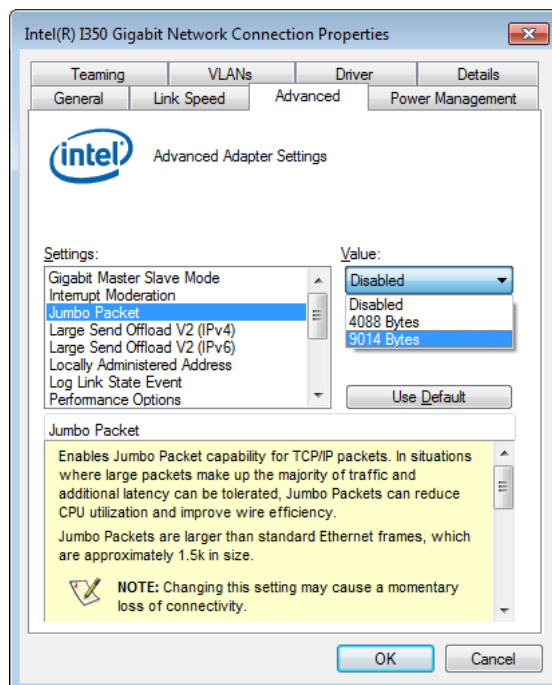 Intel(R) I350 Gigabit Network Connection Properties
Teaming
VLANs
Driver
Details
General
Link Speed
Advanced
Power Management
intel
Advanced Adapter Settings
Settings:
Value:
Gigabit Master Slave Mode
Interrupt Moderation
Jumbo Packet
Large Send Offload V2 (IPv4)
Large Send Offload V2 (IPv6)
Locally Administered Address
Log Link State Event
Performance Options
Disabled
Disabled
4088 Bytes
9014 Bytes
Use Default
Jumbo Packet
Enables Jumbo Packet capability for TCP/IP packets. In situations
where large packets make up the majority of traffic and
additional latency can be tolerated, Jumbo Packets can reduce
CPU utilization and improve wire efficiency.
Jumbo Packets are larger than standard Ethernet frames, which
are approximately 1.5k in size.
NOTE: Changing this setting may cause a momentary
loss of connectivity.
OK
Cancel